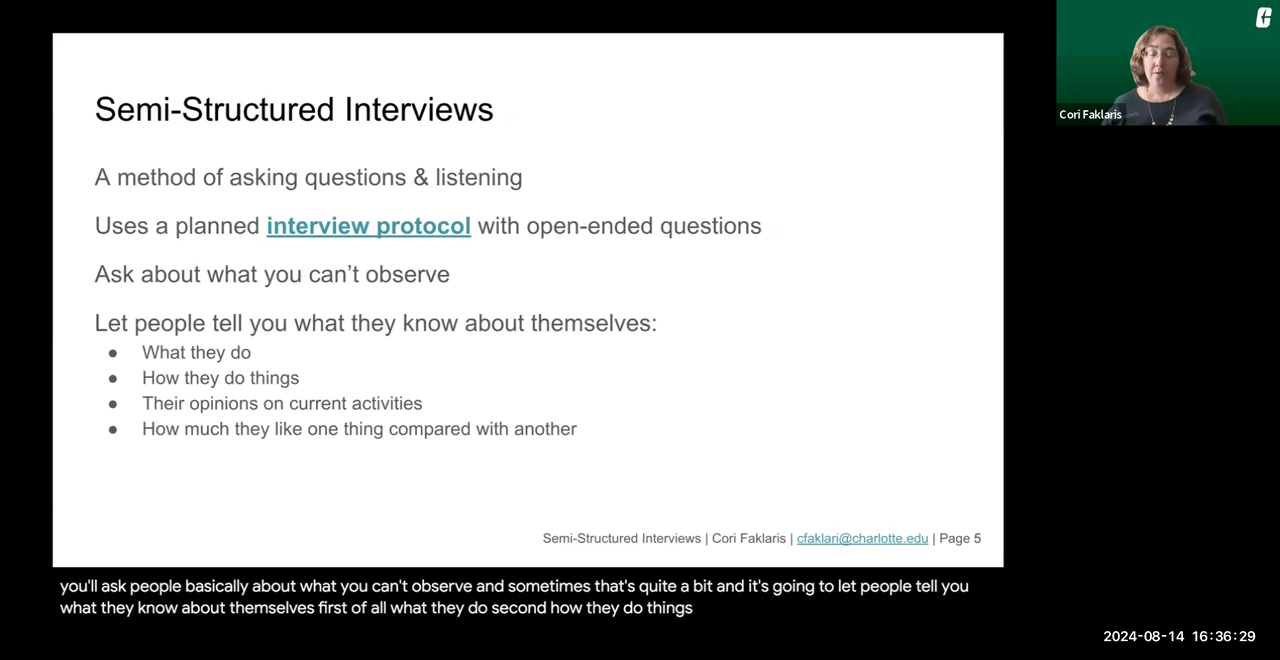 Semi-Structured Interviews
A method of asking questions & listening
Uses a planned interview protocol with open-ended questions
Ask about what you can't observe
Let people tell you what they know about themselves:
● What they do
● How they do things
● Their opinions on current activities
● How much they like one thing compared with another
Semi-Structured Interviews | Cori Faklaris | cfaklari@charlotte.edu | Page 5
Cori Faklaris
you'll ask people basically about what you can't observe and sometimes that's quite a bit and it's going to let people tell you
what they know about themselves first of all what they do second how they do things
2024-08-14 16:36:29